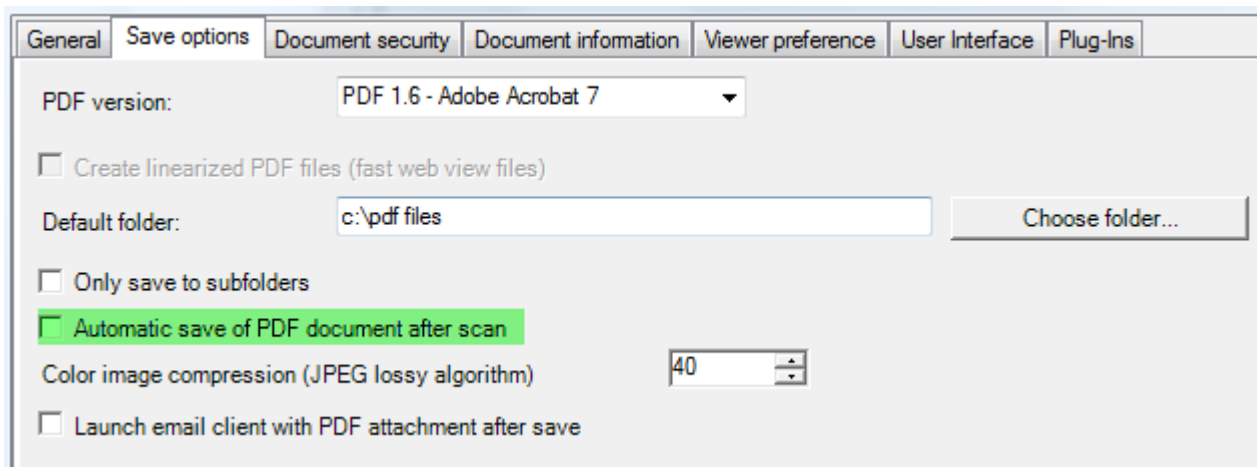 General Save options Document security Document information Viewer preference User Interface Plug-Ins
PDF version: PDF 1.6 - Adobe Acrobat 7
Create linearized PDF files (fast web view files)
Default folder: c:\pdf files Choose folder...
Only save to subfolders
Automatic save of PDF document after scan
Color image compression (JPEG lossy algorithm) 40
Launch email client with PDF attachment after save